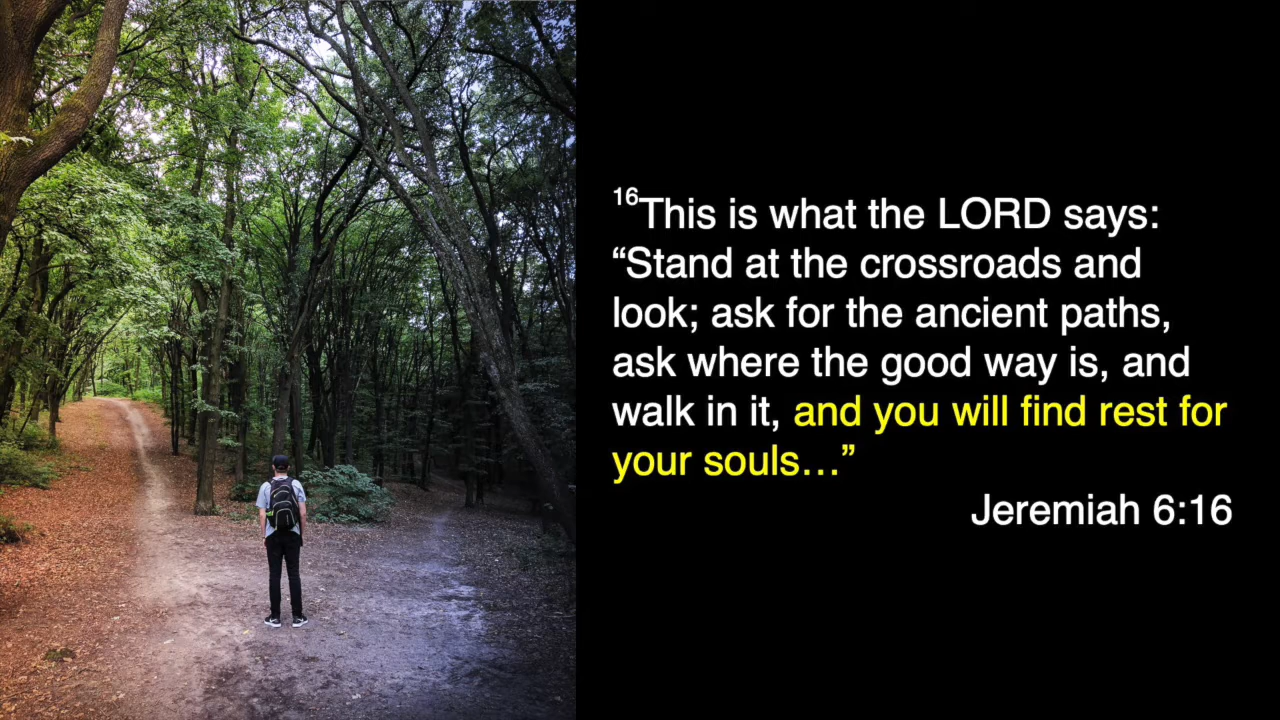 16This is what the LORD says:
“Stand at the crossroads and
look; ask for the ancient paths,
ask where the good way is, and
walk in it, and you will find rest for
your souls…”
Jeremiah 6:16